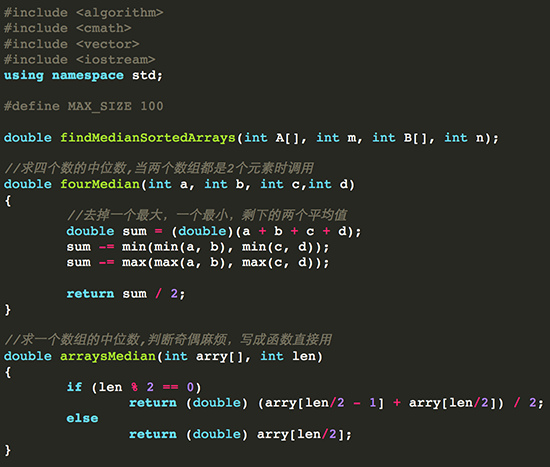 #include <algorithm>
#include <cmath>
#include <vector>
#include <iostream>
using namespace std;
#define MAX_SIZE 100
double findMedianSortedArrays(int A[], int m, int B[], int n);
//求四个数的中位数,当两个数组都是2个元素时调用
double fourMedian(int a, int b, int c,int d)
{
//去掉一个最大，一个最小，剩下的两个平均值
double sum = (double)(a + b + c + d);
sum -= min(min(a, b), min(c, d));
sum -= max(max(a, b), max(c, d));
return sum / 2;
}
//求一个数组的中位数,判断奇偶麻烦，写成函数直接用
double arraysMedian(int arry[], int len)
{
if (len % 2 == 0)
return (double) (arry[len/2 - 1] + arry[len/2]) / 2;
else
return (double) arry[len/2];
}